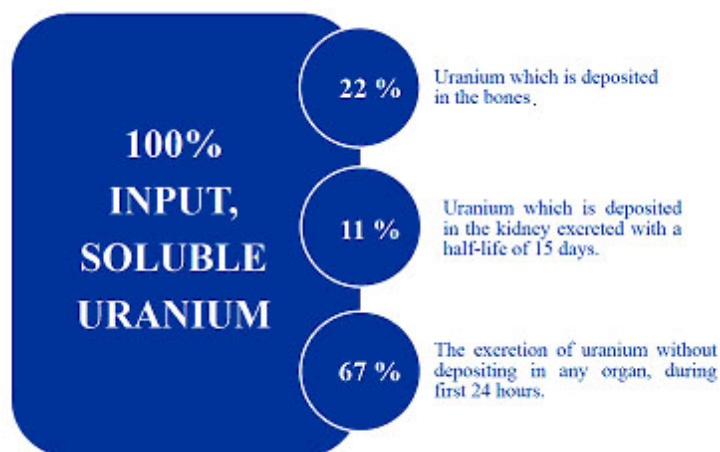 100%
INPUT,
SOLUBLE
URANIUM
22 %
Uranium which is deposited
in the bones.
11 %
Uranium which is deposited
in the kidney excreted with a
half-life of 15 days.
67 %
The excretion of uranium without
depositing in any organ, during
first 24 hours.